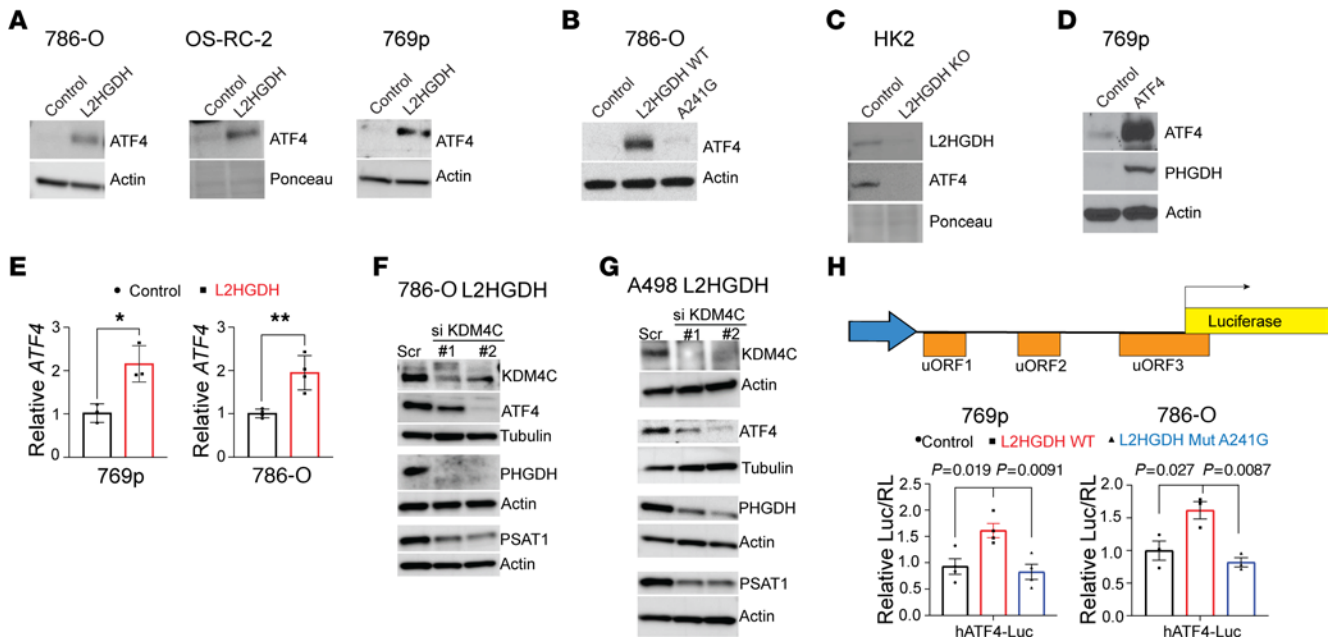 A
786-O
OS-RC-2
769p
Control
L2HGDH
Control
L2HGDH
Control
L2HGDH
ATF4
ATF4
ATF4
Actin
Ponceau
Actin
B
786-O
Control
L2HGDH WT
A241G
ATF4
Actin
C
HK2
Control
L2HGDH KO
L2HGDH
ATF4
Ponceau
D
769p
Control
ATF4
ATF4
PHGDH
Actin
E
Control
L2HGDH
Relative ATF4
3
2
1
0
*
769p
Relative ATF4
3
2
1
0
**
786-O
F
786-O L2HGDH
si KDM4C
Scr #1 #2
KDM4C
ATF4
Tubulin
PHGDH
Actin
PSAT1
Actin
G
A498 L2HGDH
si KDM4C
Scr #1 #2
KDM4C
Actin
ATF4
Tubulin
PHGDH
Actin
PSAT1
Actin
H
Luciferase
uORF1
uORF2
uORF3
769p
786-O
Control
L2HGDH WT
L2HGDH Mut A241G
P=0.019 P=0.0091
Relative Luc/RL
2.0
1.5
1.0
0.5
0.0
P=0.027 P=0.0087
Relative Luc/RL
2.0
1.5
1.0
0.5
0.0
hATF4-Luc
hATF4-Luc